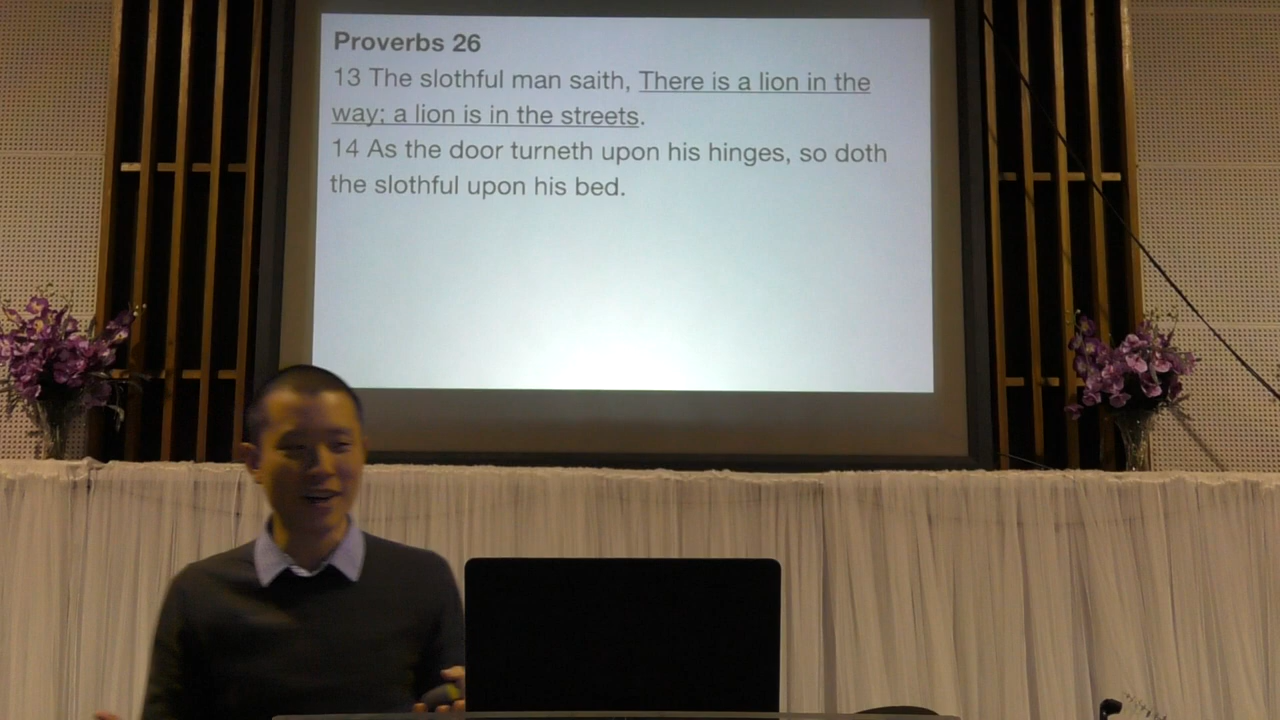 Proverbs 26
13 The slothful man saith, There is a lion in the
way; a lion is in the streets.
14 As the door turneth upon his hinges, so doth
the slothful upon his bed.